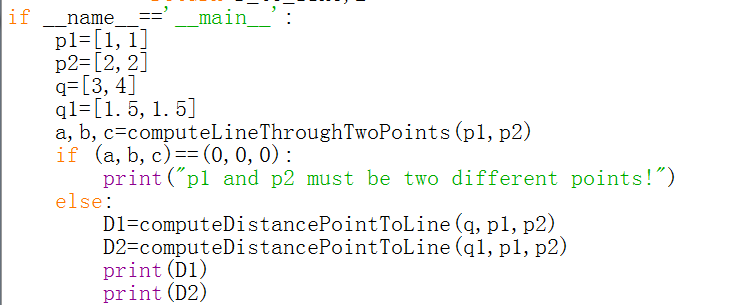 if __name__=='__main__':
    p1=[1,1]
    p2=[2,2]
    q=[3,4]
    q1=[1.5,1.5]
    a,b,c=computeLineThroughTwoPoints(p1,p2)
    if (a,b,c)==(0,0,0):
        print("p1 and p2 must be two different points!")
    else:
        D1=computeDistancePointToLine(q,p1,p2)
        D2=computeDistancePointToLine(q1,p1,p2)
        print(D1)
        print(D2)